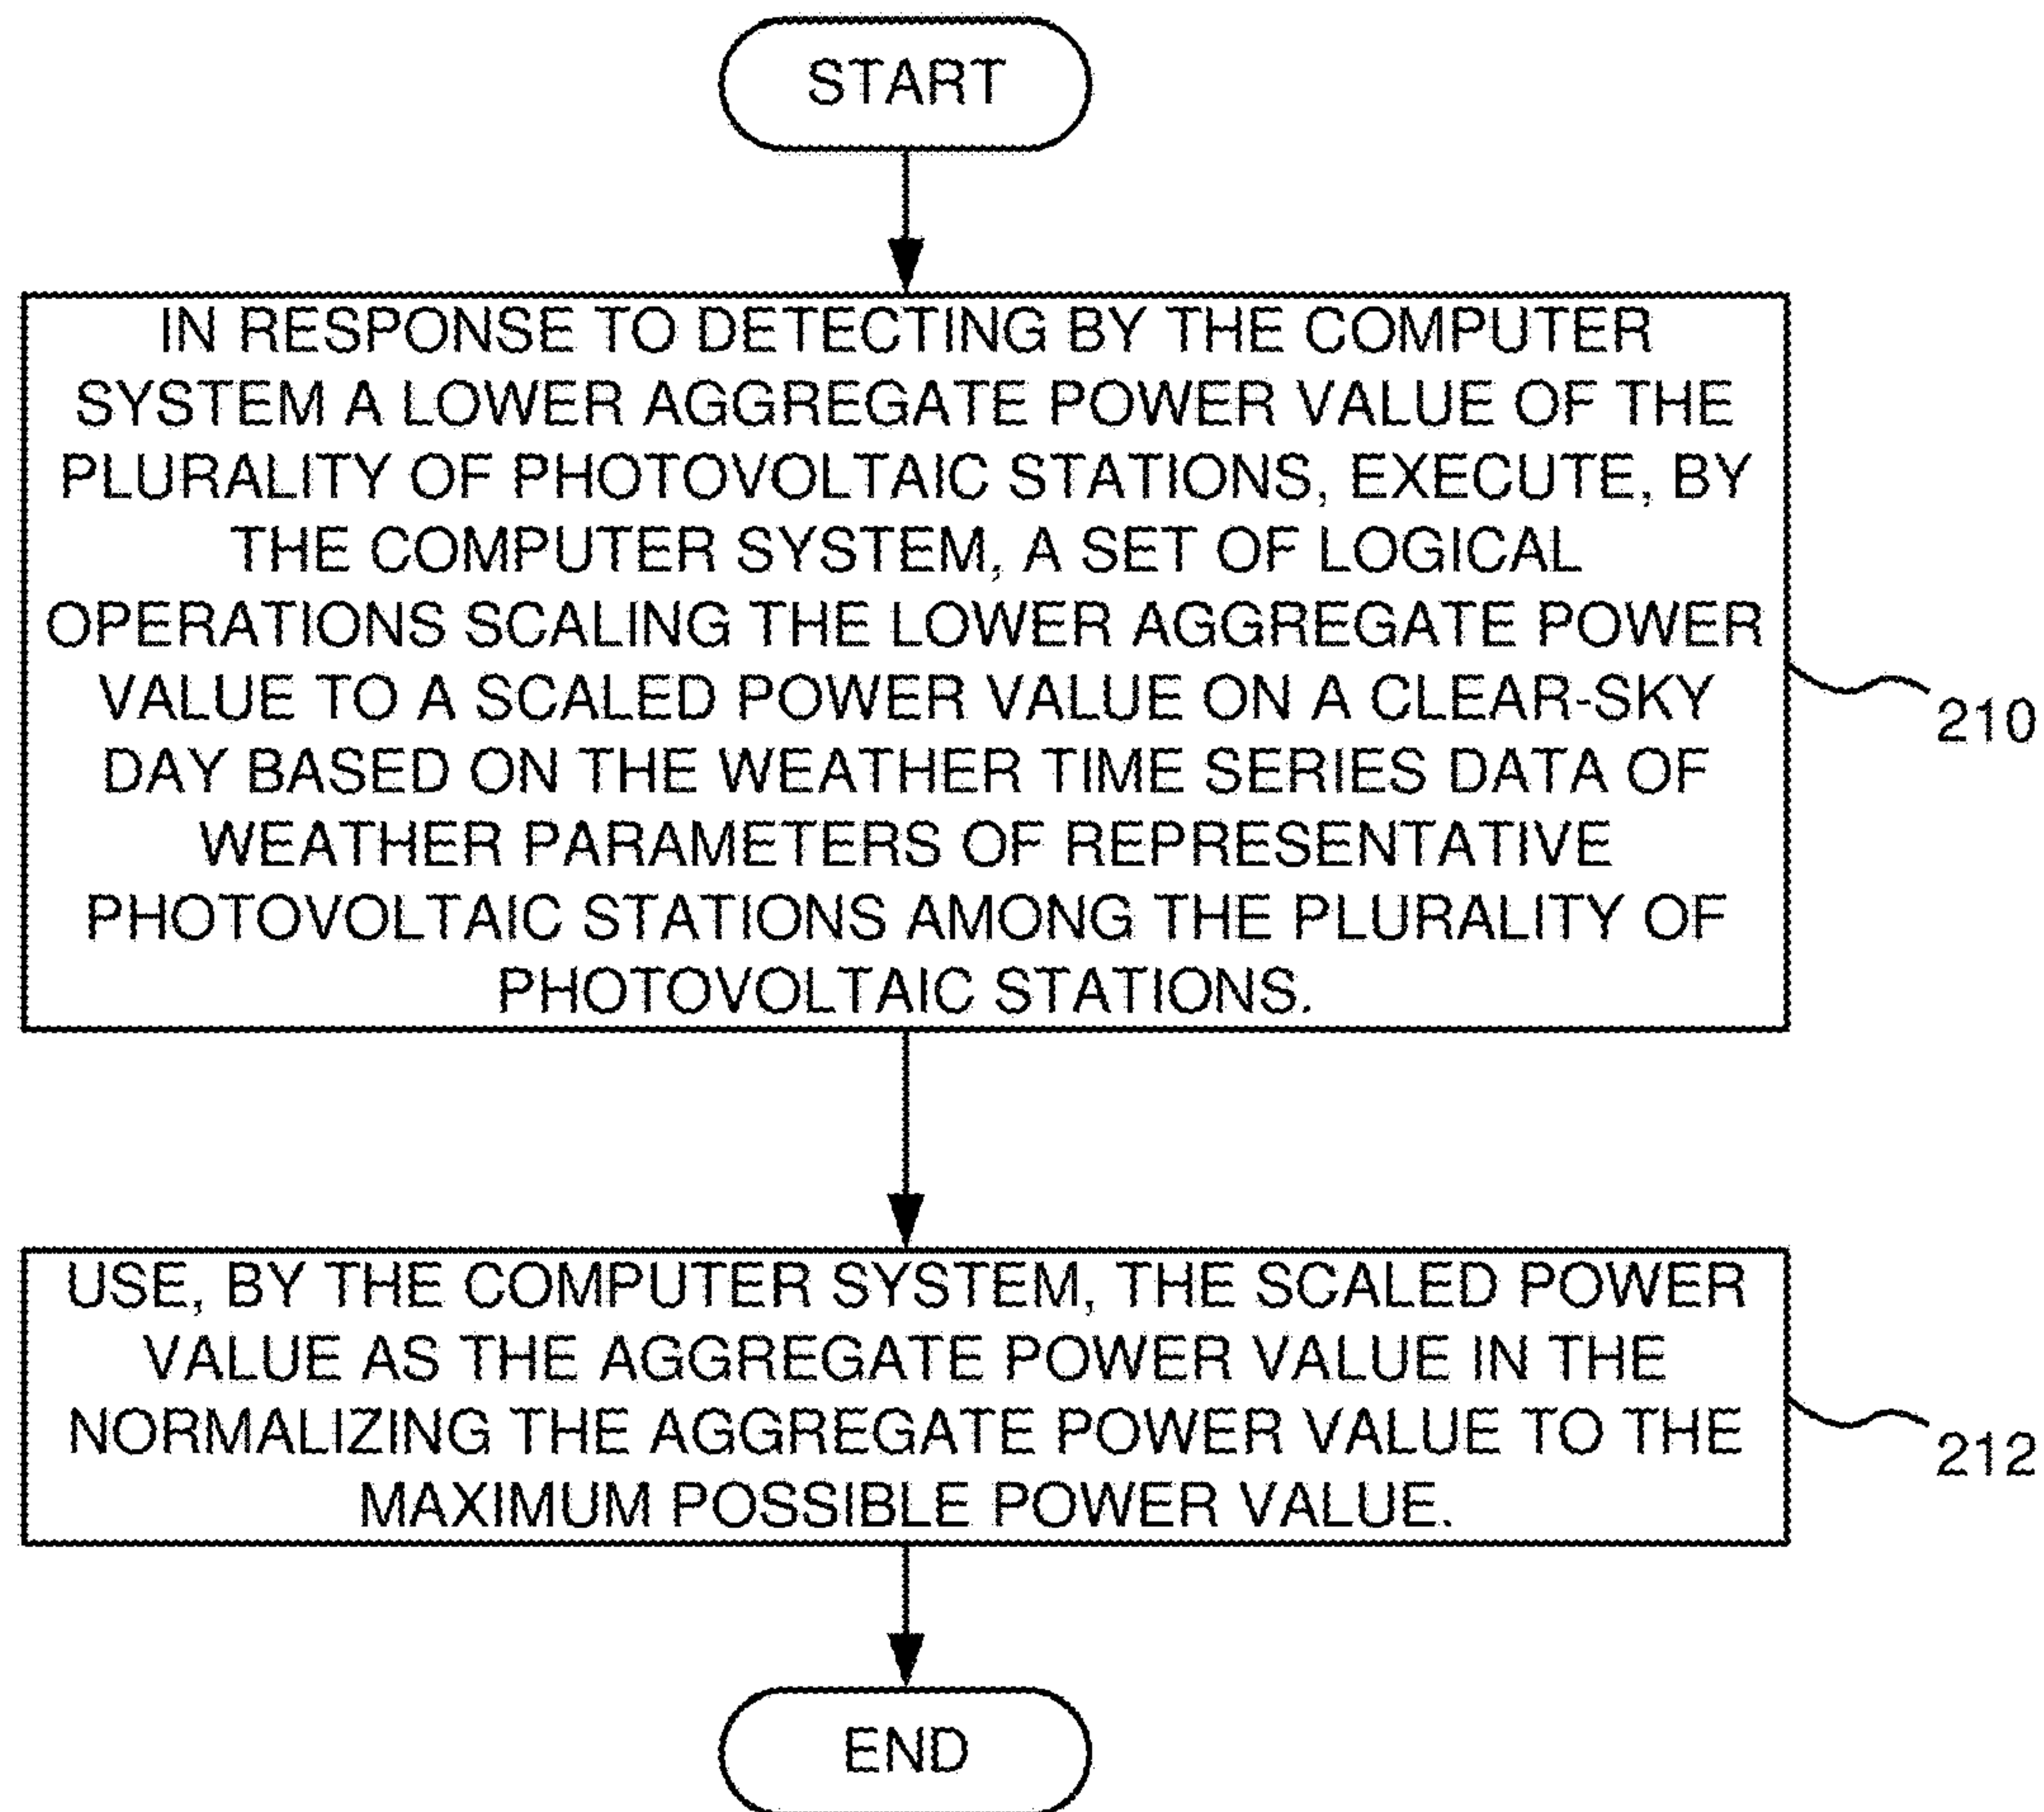 START
IN RESPONSE TO DETECTING BY THE COMPUTER
SYSTEM A LOWER AGGREGATE POWER VALUE OF THE
PLURALITY OF PHOTOVOLTAIC STATIONS, EXECUTE, BY
THE COMPUTER SYSTEM, A SET OF LOGICAL
OPERATIONS SCALING THE LOWER AGGREGATE POWER
VALUE TO A SCALED POWER VALUE ON A CLEAR-SKY
DAY BASED ON THE WEATHER TIME SERIES DATA OF
WEATHER PARAMETERS OF REPRESENTATIVE
PHOTOVOLTAIC STATIONS AMONG THE PLURALITY OF
PHOTOVOLTAIC STATIONS.
210
USE, BY THE COMPUTER SYSTEM, THE SCALED POWER
VALUE AS THE AGGREGATE POWER VALUE IN THE
NORMALIZING THE AGGREGATE POWER VALUE TO THE
MAXIMUM POSSIBLE POWER VALUE.
212
END